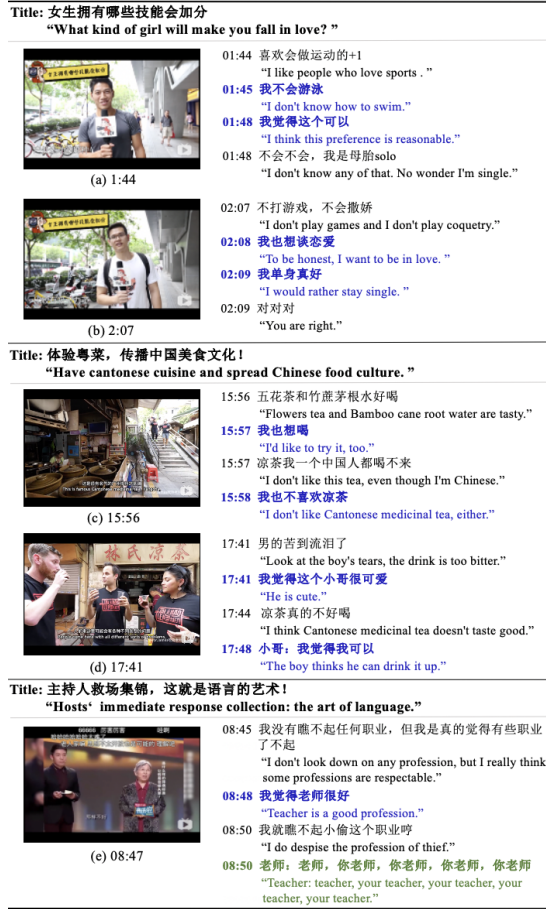 Title: 女生拥有哪些技能会加分
“What kind of girl will make you fall in love? ”
01:44 喜欢会做运动的+1
“I like people who love sports . ”
01:45 我不会游泳
“I don't know how to swim.”
01:48 我觉得这个可以
“I think this preference is reasonable.”
01:48 不会不会，我是母胎solo
“I don't know any of that. No wonder I'm single.”
(a) 1:44
02:07 不打游戏，不会撒娇
“I don't play games and I don't play coquetry.”
02:08 我也想谈恋爱
“To be honest, I want to be in love. ”
02:09 我单身真好
“I would rather stay single. ”
02:09 对对对
“You are right.”
(b) 2:07
Title: 体验粤菜，传播中国美食文化！
“Have cantonese cuisine and spread Chinese food culture. ”
15:56 五花茶和竹蔗茅根水好喝
“Flowers tea and Bamboo cane root water are tasty.”
15:57 我也想喝
“I'd like to try it, too.”
15:57 凉茶我一个中国人都喝不来
“I don't like this tea, even though I'm Chinese.”
15:58 我也不喜欢凉茶
“I don't like Cantonese medicinal tea, either.”
(c) 15:56
林氏凉茶
17:41 男的苦到流泪了
“Look at the boy's tears, the drink is too bitter.”
17:41 我觉得这个小哥很可爱
“He is cute.”
17:44 凉茶真的不好喝
“I think Cantonese medicinal tea doesn't taste good.”
17:48 小哥：我觉得我可以
“The boy thinks he can drink it up.”
(d) 17:41
Title: 主持人救场集锦，这就是语言的艺术！
“Hosts‘ immediate response collection: the art of language.”
08:45 我没有瞧不起任何职业，但我是真的觉得有些职业
了不起
“I don't look down on any profession, but I really think
some professions are respectable.”
08:48 我觉得老师很好
“Teacher is a good profession.”
08:50 我就瞧不起小偷这个职业哼
“I do despise the profession of thief.”
08:50 老师：老师，你老师，你老师，你老师，你老师
“Teacher: teacher, your teacher, your teacher, your
teacher, your teacher.”
(e) 08:47